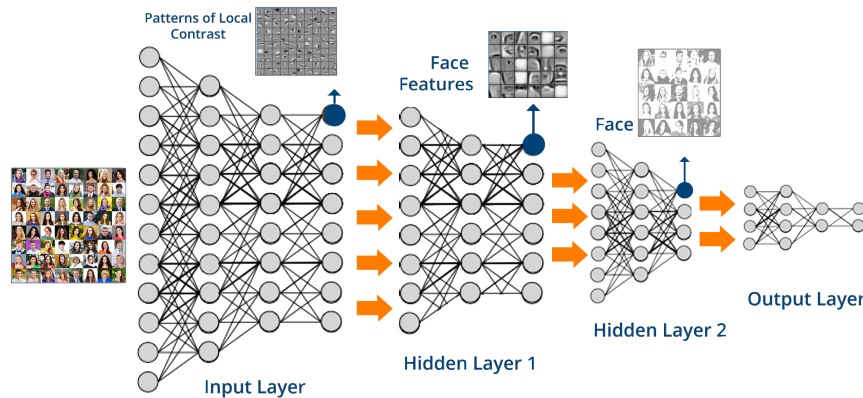 Patterns of Local
Contrast
Face
Features
Face
Input Layer
Hidden Layer 1
Hidden Layer 2
Output Layer